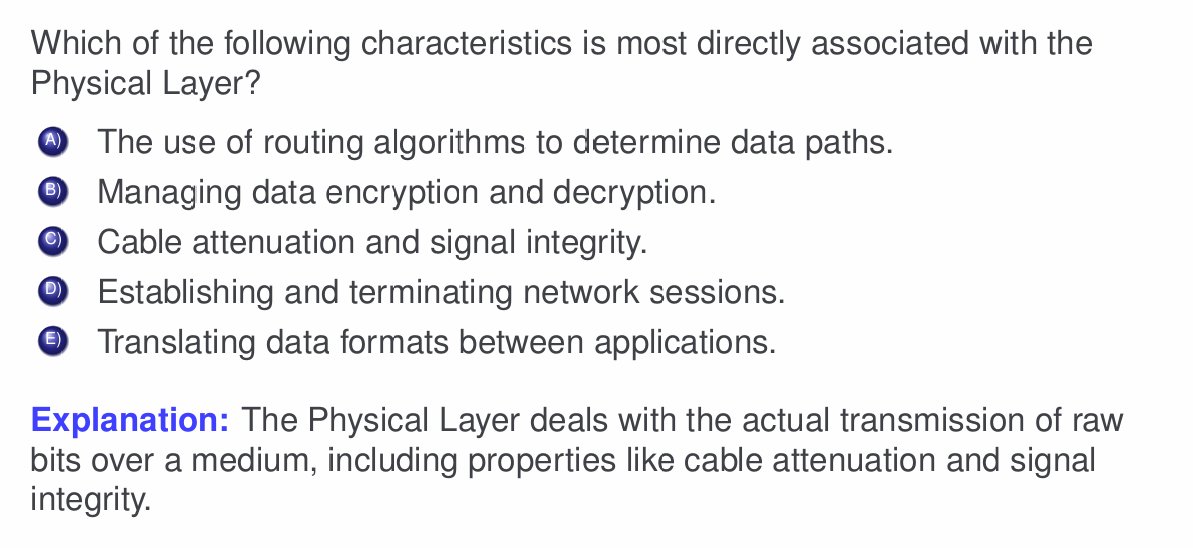 Which of the following characteristics is most directly associated with the
Physical Layer?
A) The use of routing algorithms to determine data paths.
B) Managing data encryption and decryption.
C) Cable attenuation and signal integrity.
D) Establishing and terminating network sessions.
E) Translating data formats between applications.
Explanation: The Physical Layer deals with the actual transmission of raw
bits over a medium, including properties like cable attenuation and signal
integrity.